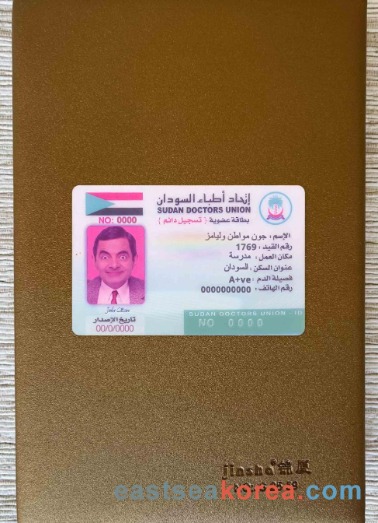 إتحاد أطباء السودان
SUDAN DOCTORS UNION
بطاقة عضوية ( تسجيل دائم )
NO: 0000
الإسم : جون مواطن وليامز
رقم القيد : 1769
مكان العمل : مدرسة
عنوان السكن : السودان
فصيلة الدم : A+ve
رقم الهاتف : 0000000000
تاريخ الإصدار
00/0/0000
SUDAN DOCTORS UNION - ID
NO 0000
jinsho
eastseakorea.com